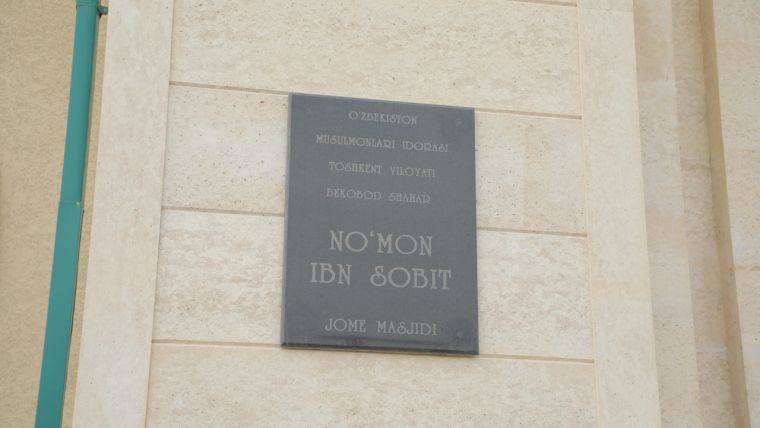 O'ZBEKISTON
MUSULMONLARI IDORASI
TOSHKENT VILOYATI
BEKOBOD SHAHAR
NO‘MON
IBN SOBIT
JOME MASJIDI